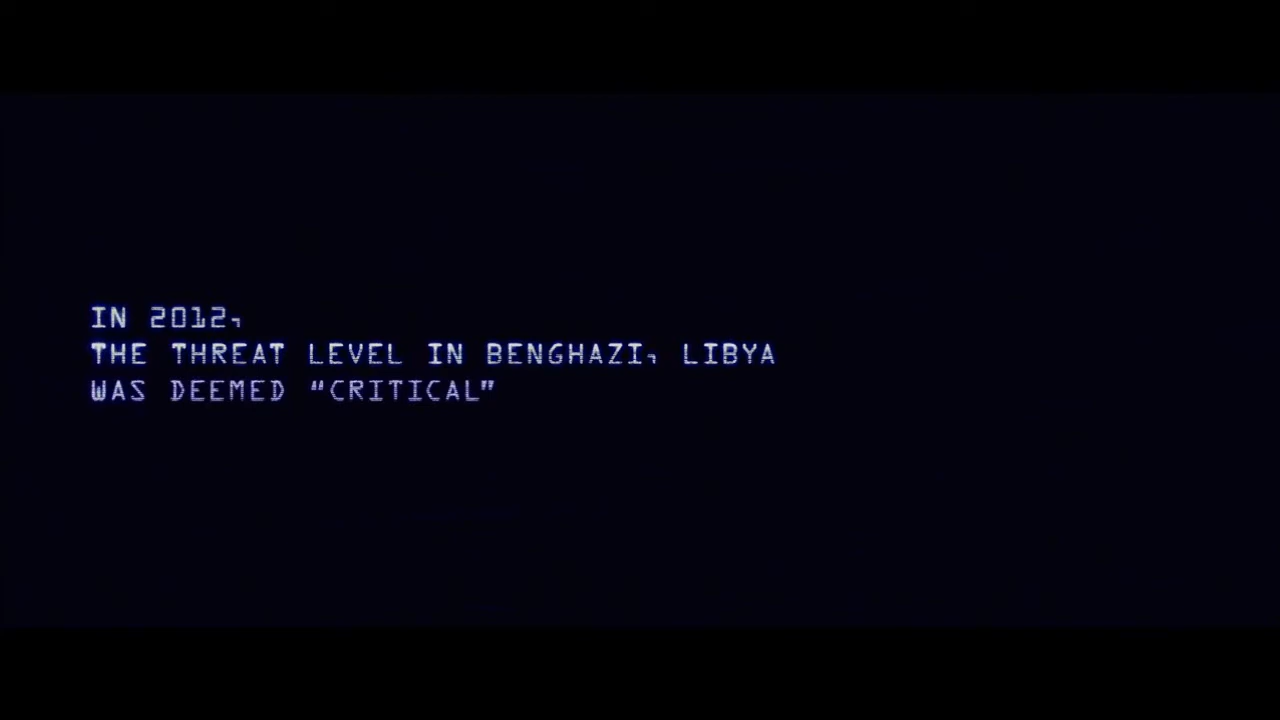 IN 2012,
THE THREAT LEVEL IN BENGHAZI, LIBYA
WAS DEEMED “CRITICAL”